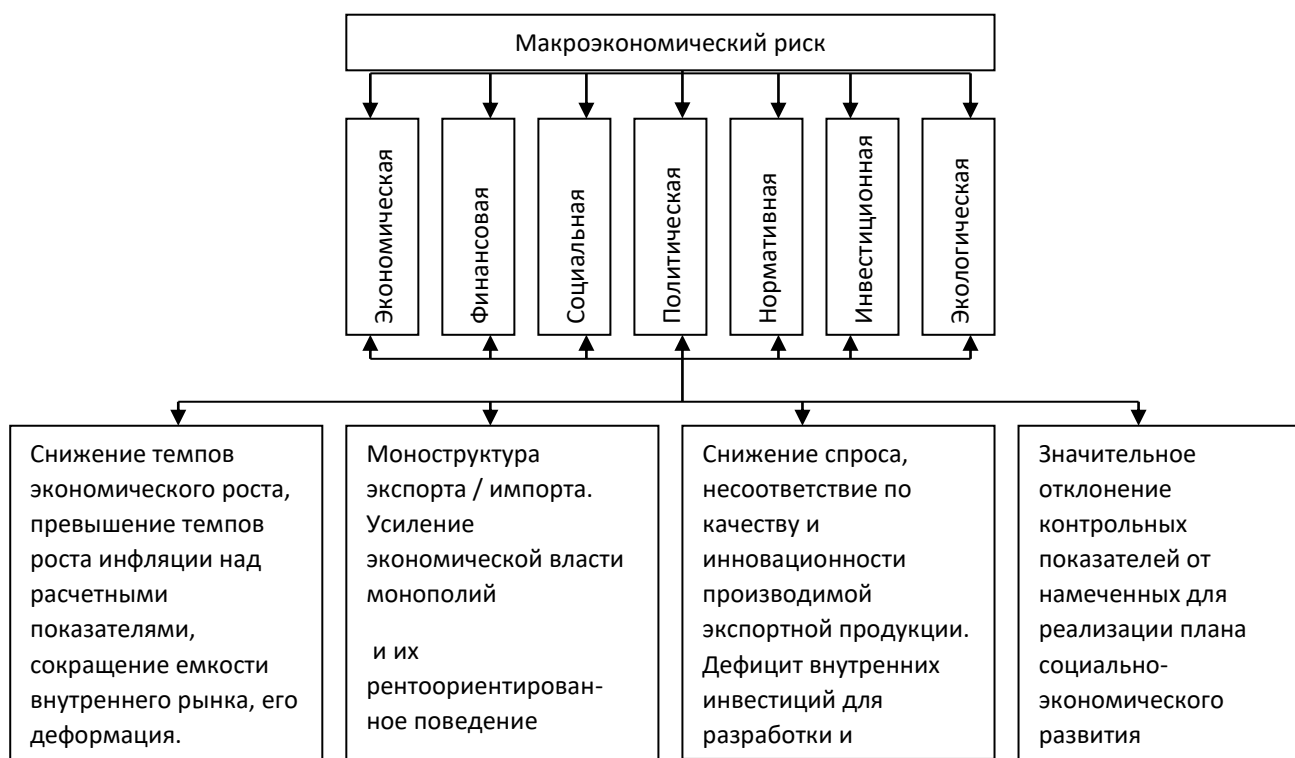 Макроэкономический риск
Экономическая
Финансовая
Социальная
Политическая
Нормативная
Инвестиционная
Экологическая
Снижение темпов
экономического роста,
превышение темпов
роста инфляции над
расчетными
показателями,
сокращение емкости
внутреннего рынка, его
деформация.
Моноструктура
экспорта / импорта.
Усиление
экономической власти
монополий
и их
рентоориентирован-
ное поведение
Снижение спроса,
несоответствие по
качеству и
инновационности
производимой
экспортной продукции.
Дефицит внутренних
инвестиций для
разработки и
Значительное
отклонение
контрольных
показателей от
намеченных для
реализации плана
социально-
экономического
развития